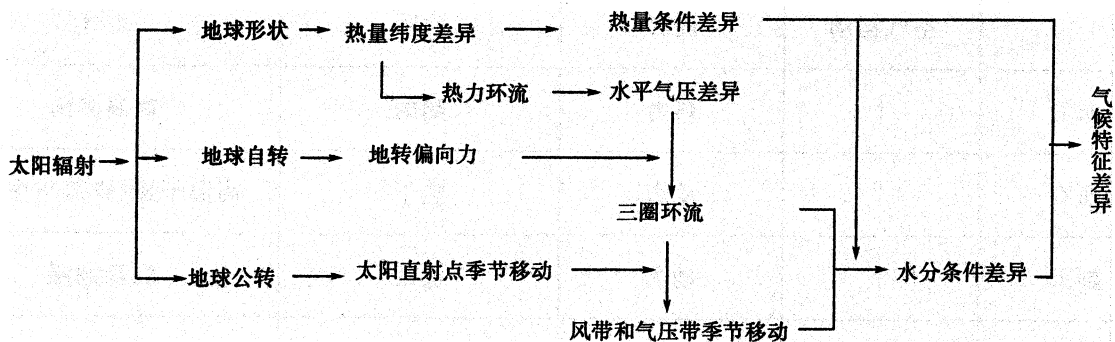 地球形状 热量纬度差异 热量条件差异
热力环流 水平气压差异
太阳辐射 地球自转 地转偏向力
三圈环流
地球公转 太阳直射点季节移动 水分条件差异
风带和气压带季节移动
气候特征差异